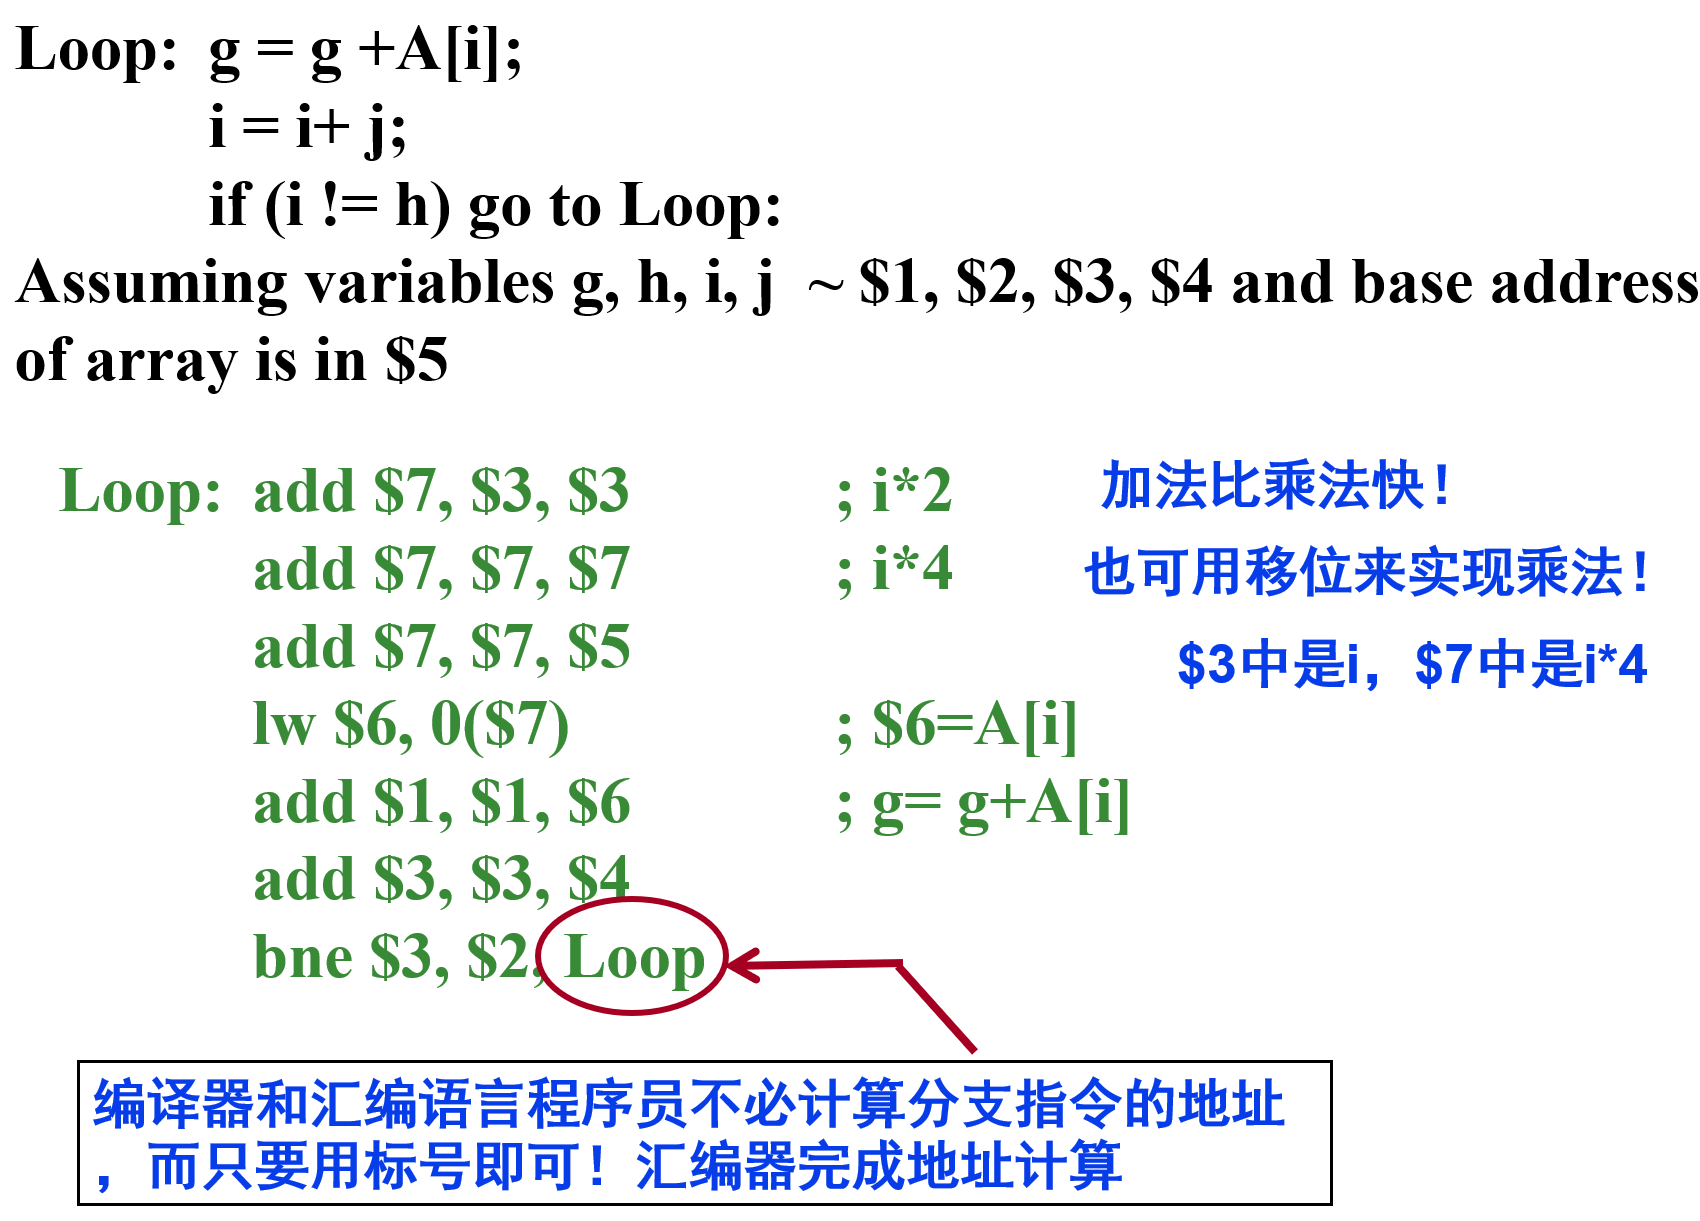 Loop: g = g +A[i];
i = i+ j;
if (i != h) go to Loop:
Assuming variables g, h, i, j ~ $1, $2, $3, $4 and base address
of array is in $5
Loop: add $7, $3, $3 ; i*2 加法比乘法快！
add $7, $7, $7 ; i*4 也可用移位来实现乘法！
add $7, $7, $5 $3中是i，$7中是i*4
lw $6, 0($7) ; $6=A[i]
add $1, $1, $6 ; g= g+A[i]
add $3, $3, $4
bne $3, $2, Loop
编译器和汇编语言程序员不必计算分支指令的地址
，而只要用标号即可！汇编器完成地址计算